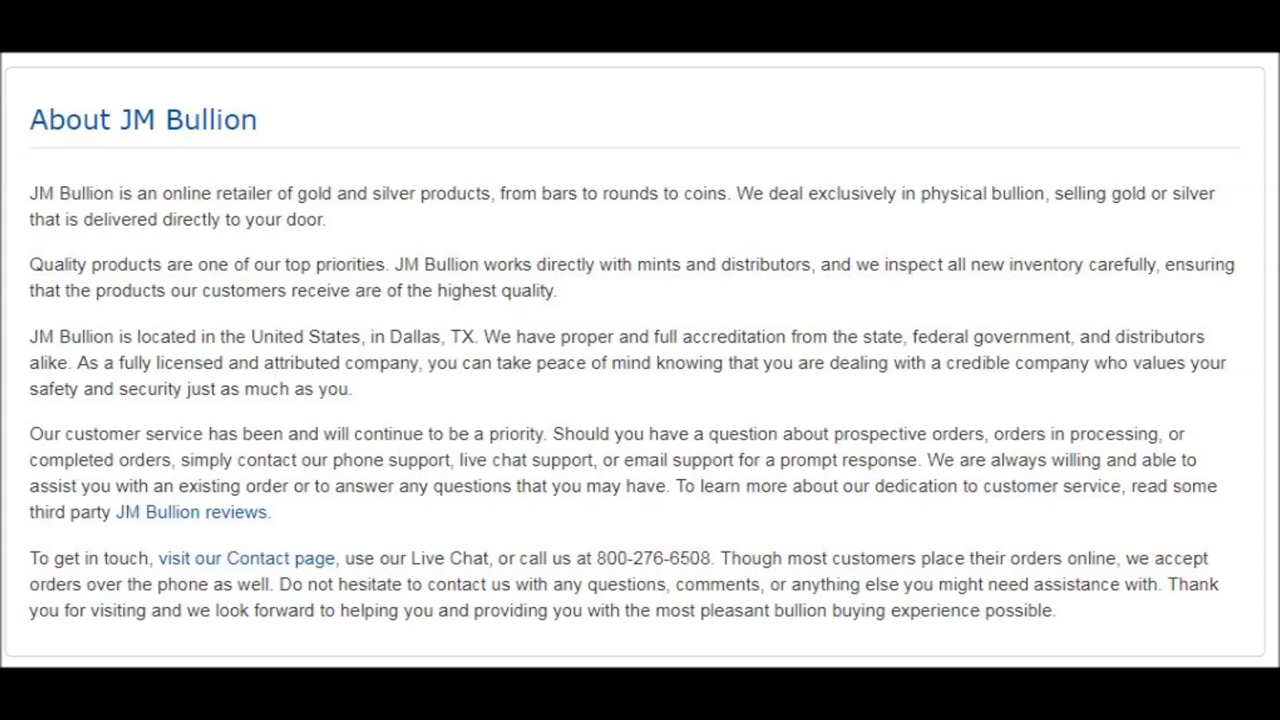 About JM Bullion
JM Bullion is an online retailer of gold and silver products, from bars to rounds to coins. We deal exclusively in physical bullion, selling gold or silver
that is delivered directly to your door.
Quality products are one of our top priorities. JM Bullion works directly with mints and distributors, and we inspect all new inventory carefully, ensuring
that the products our customers receive are of the highest quality.
JM Bullion is located in the United States, in Dallas, TX. We have proper and full accreditation from the state, federal government, and distributors
alike. As a fully licensed and attributed company, you can take peace of mind knowing that you are dealing with a credible company who values your
safety and security just as much as you.
Our customer service has been and will continue to be a priority. Should you have a question about prospective orders, orders in processing, or
completed orders, simply contact our phone support, live chat support, or email support for a prompt response. We are always willing and able to
assist you with an existing order or to answer any questions that you may have. To learn more about our dedication to customer service, read some
third party JM Bullion reviews.
To get in touch, visit our Contact page, use our Live Chat, or call us at 800-276-6508. Though most customers place their orders online, we accept
orders over the phone as well. Do not hesitate to contact us with any questions, comments, or anything else you might need assistance with. Thank
you for visiting and we look forward to helping you and providing you with the most pleasant bullion buying experience possible.